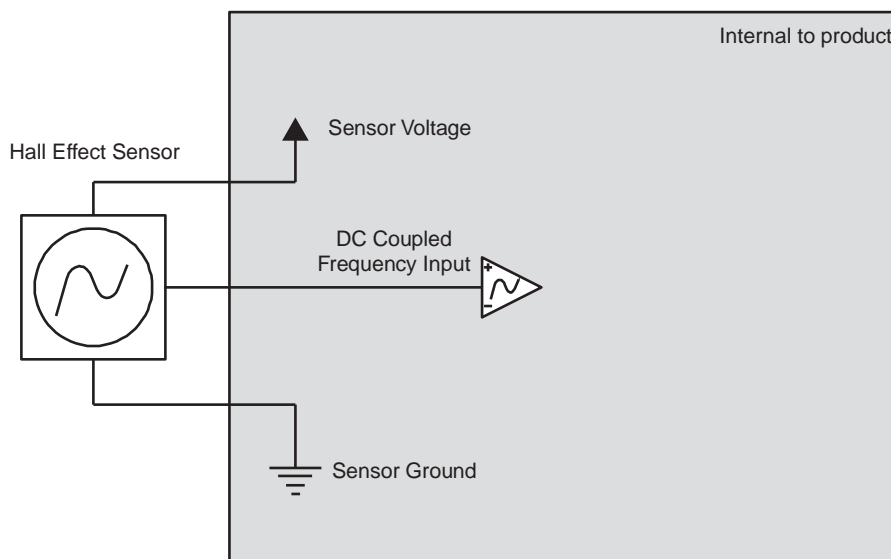 Internal to product
Sensor Voltage
Hall Effect Sensor
DC Coupled
Frequency Input
Sensor Ground